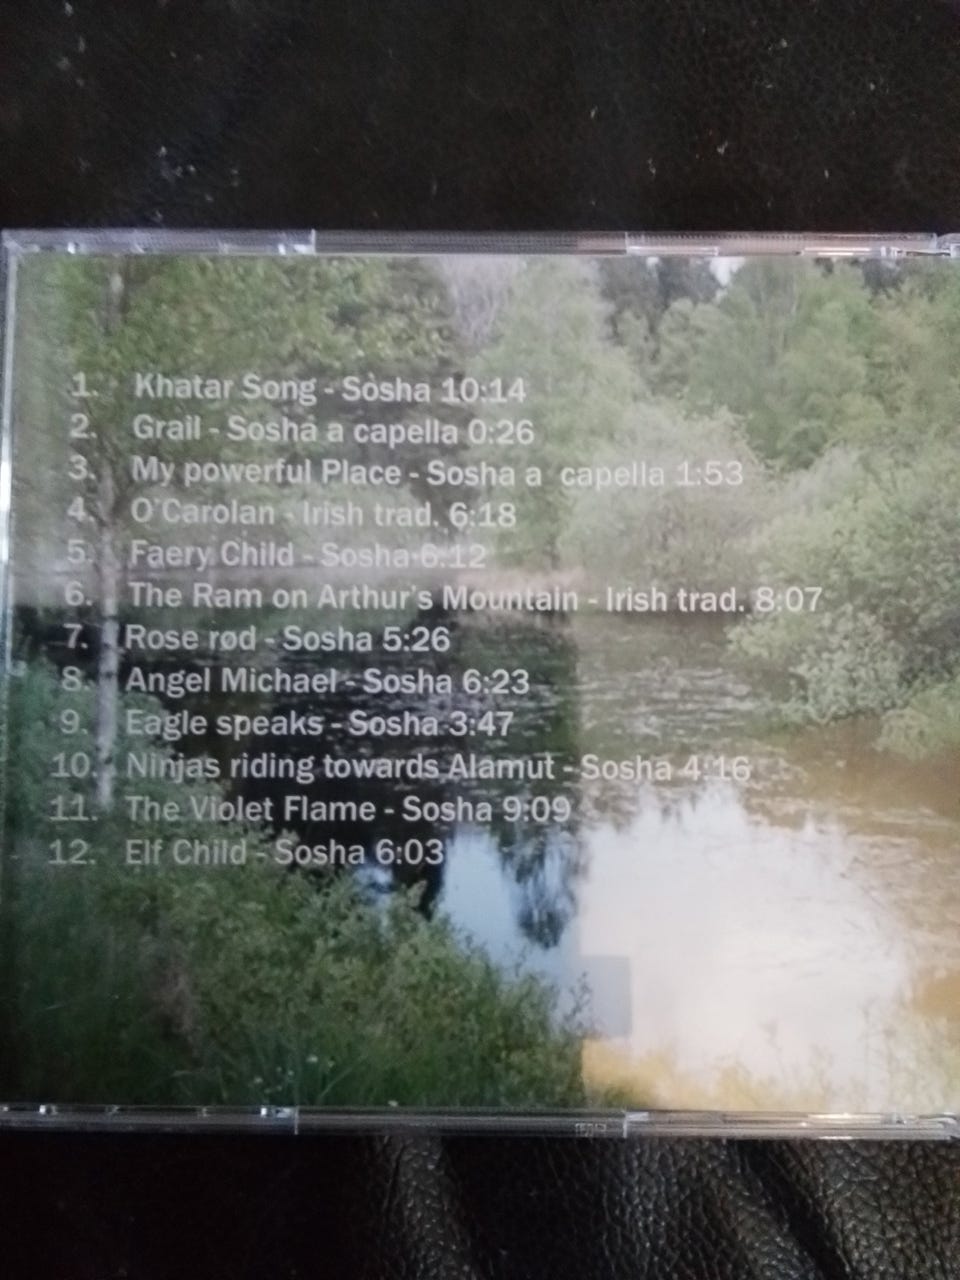 1. Khatar Song - Sosha 10:14
2. Grail - Sosha a capella 0:26
3. My powerful Place - Sosha a capella 1:53
4. O'Carolan - Irish trad. 6:18
5. Faery Child - Sosha 6:12
6. The Ram on Arthur's Mountain - Irish trad. 8:07
7. Rose rød - Sosha 5:26
8. Angel Michael - Sosha 6:23
9. Eagle speaks - Sosha 3:47
10. Ninjas riding towards Alamut - Sosha 4:16
11. The Violet Flame - Sosha 9:09
12. Elf Child - Sosha 6:03